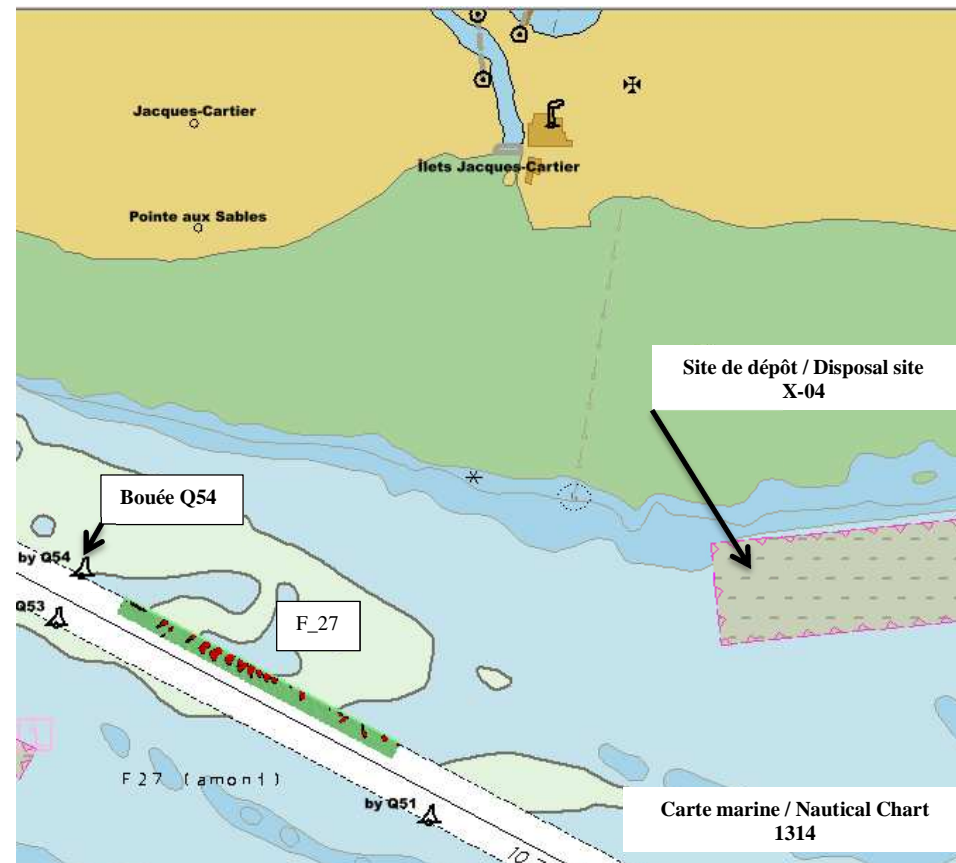 Jacques-Cartier
Îlets Jacques-Cartier
Pointe aux Sables
Site de dépôt / Disposal site
X-04
Bouée Q54
by Q54
Q53
F_27
F27 (amont)
by Q51
Carte marine / Nautical Chart
1314